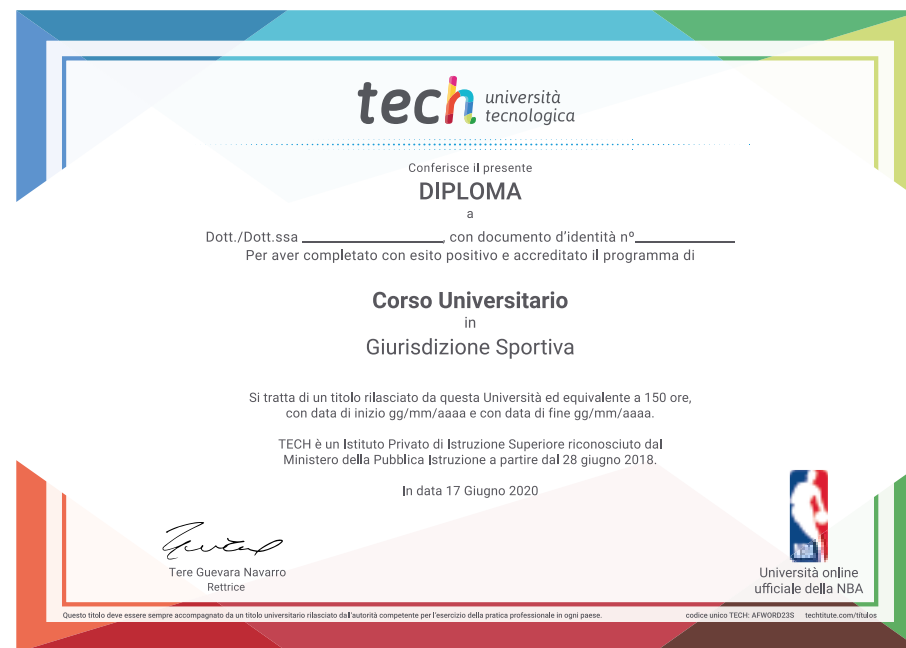 tech università
tecnologica
Conferisce il presente
DIPLOMA
a
Dott./Dott.ssa ____________________, con documento d'identità nº______________
Per aver completato con esito positivo e accreditato il programma di
Corso Universitario
in
Giurisdizione Sportiva
Si tratta di un titolo rilasciato da questa Università ed equivalente a 150 ore,
con data di inizio gg/mm/aaaa e con data di fine gg/mm/aaaa.
TECH è un Istituto Privato di Istruzione Superiore riconosciuto dal
Ministero della Pubblica Istruzione a partire dal 28 giugno 2018.
In data 17 Giugno 2020
Tere Guevara Navarro
Rettrice
NBA
Università online
ufficiale della NBA
Questo titolo deve essere sempre accompagnato da un titolo universitario rilasciato dall'autorità competente per l'esercizio della pratica professionale in ogni paese.
codice unico TECH: AFWORD23S techtitute.com/titulos